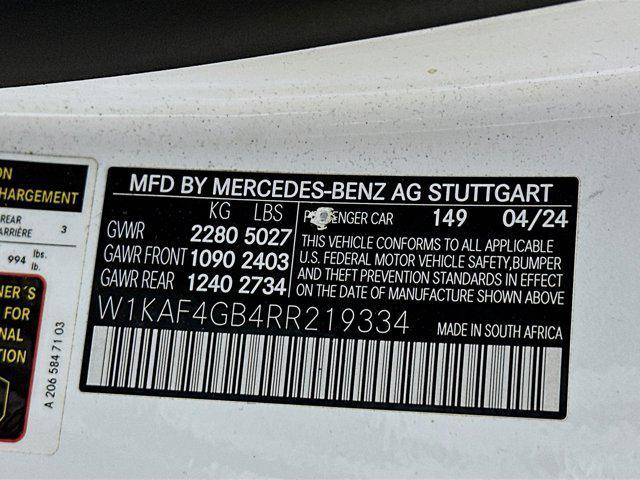 ON
CHARGEMENT
REAR
ARRIÈRE 3
994 lbs.
lb.
NER´S
FOR
ONAL
TION
A 206 584 71 03
MFD BY MERCEDES-BENZ AG STUTTGART
KG LBS
GVWR 2280 5027
GAWR FRONT 1090 2403
GAWR REAR 1240 2734
ENGER CAR 149 04/24
THIS VEHICLE CONFORMS TO ALL APPLICABLE
U.S. FEDERAL MOTOR VEHICLE SAFETY,BUMPER
AND THEFT PREVENTION STANDARDS IN EFFECT
ON THE DATE OF MANUFACTURE SHOWN ABOVE
W1KAF4GB4RR219334
MADE IN SOUTH AFRICA